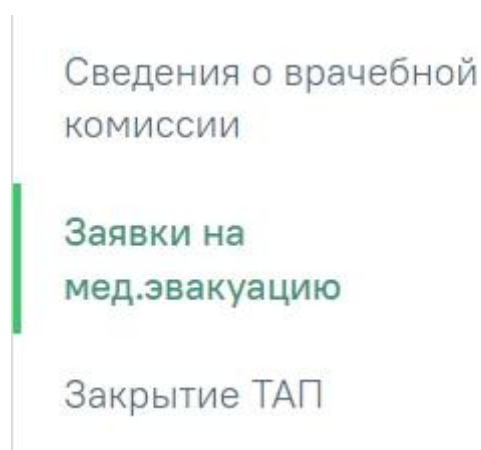 Сведения о врачебной
комиссии
Заявки на
мед.эвакуацию
Закрытие ТАП